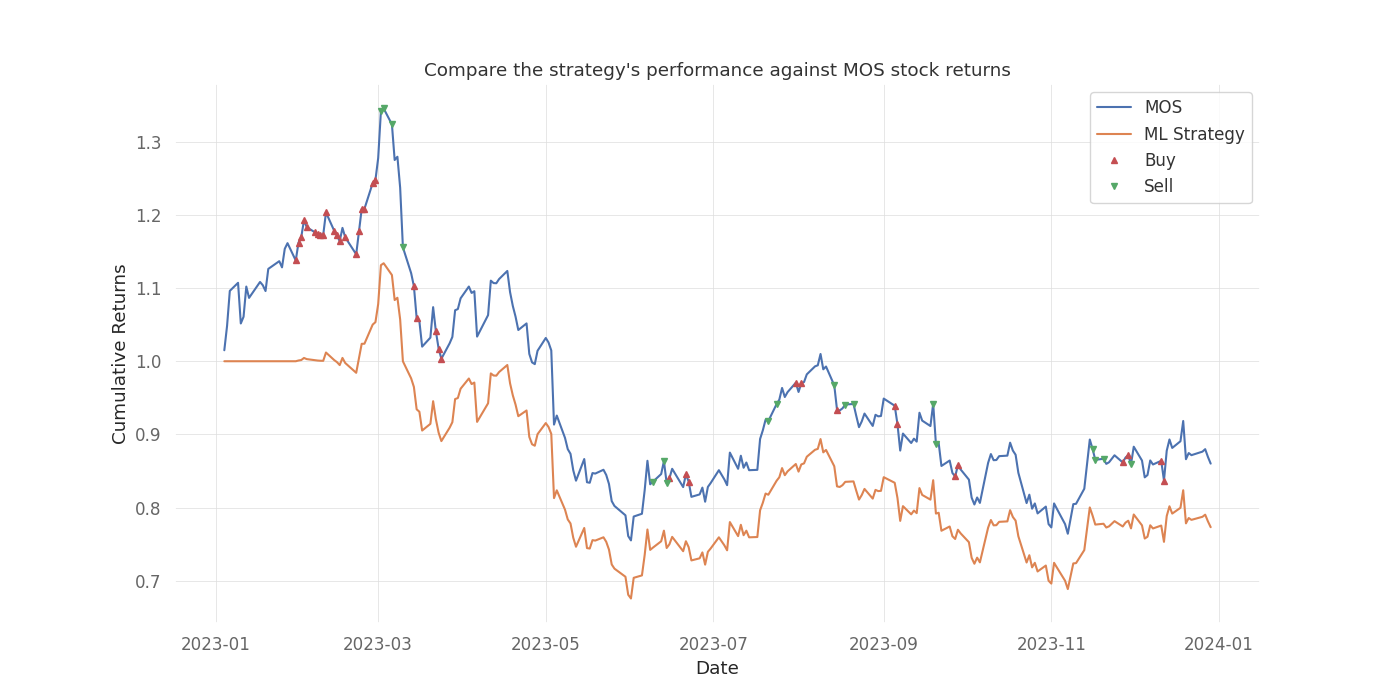 Compare the strategy's performance against MOS stock returns
MOS
ML Strategy
Buy
Sell
Cumulative Returns
1.3
1.2
1.1
1.0
0.9
0.8
0.7
2023-01
2023-03
2023-05
2023-07
2023-09
2023-11
2024-01
Date